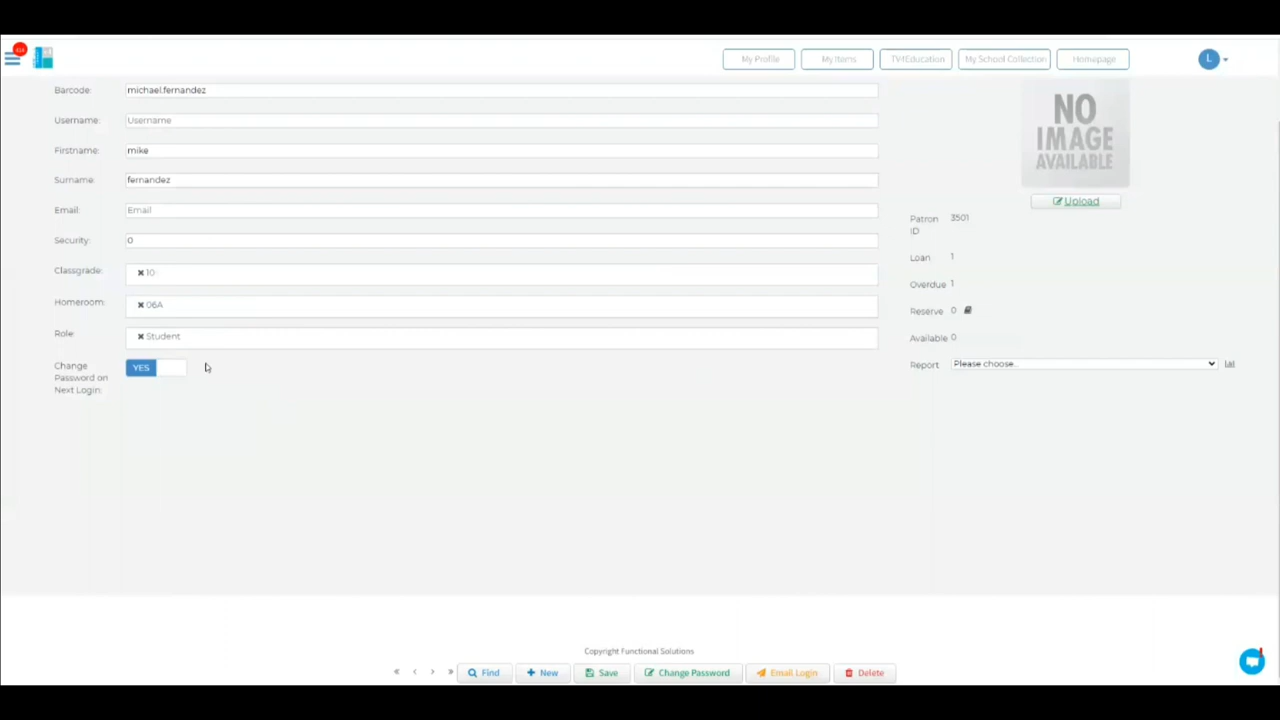 My Profile
My Items
TV4Education
My School Collection
Homepage
L
Barcode:
michael.fernandez
Username:
Username
Firstname:
mike
Surname:
fernandez
Email:
Email
Security:
0
Classgrade:
10
Homeroom:
06A
Role:
Student
Change
Password on
Next Login:
YES
NO
IMAGE
AVAILABLE
Upload
Patron
ID
3501
Loan
1
Overdue
1
Reserve
0
Available
0
Report
Please choose...
Copyright Functional Solutions
Find
New
Save
Change Password
Email Login
Delete